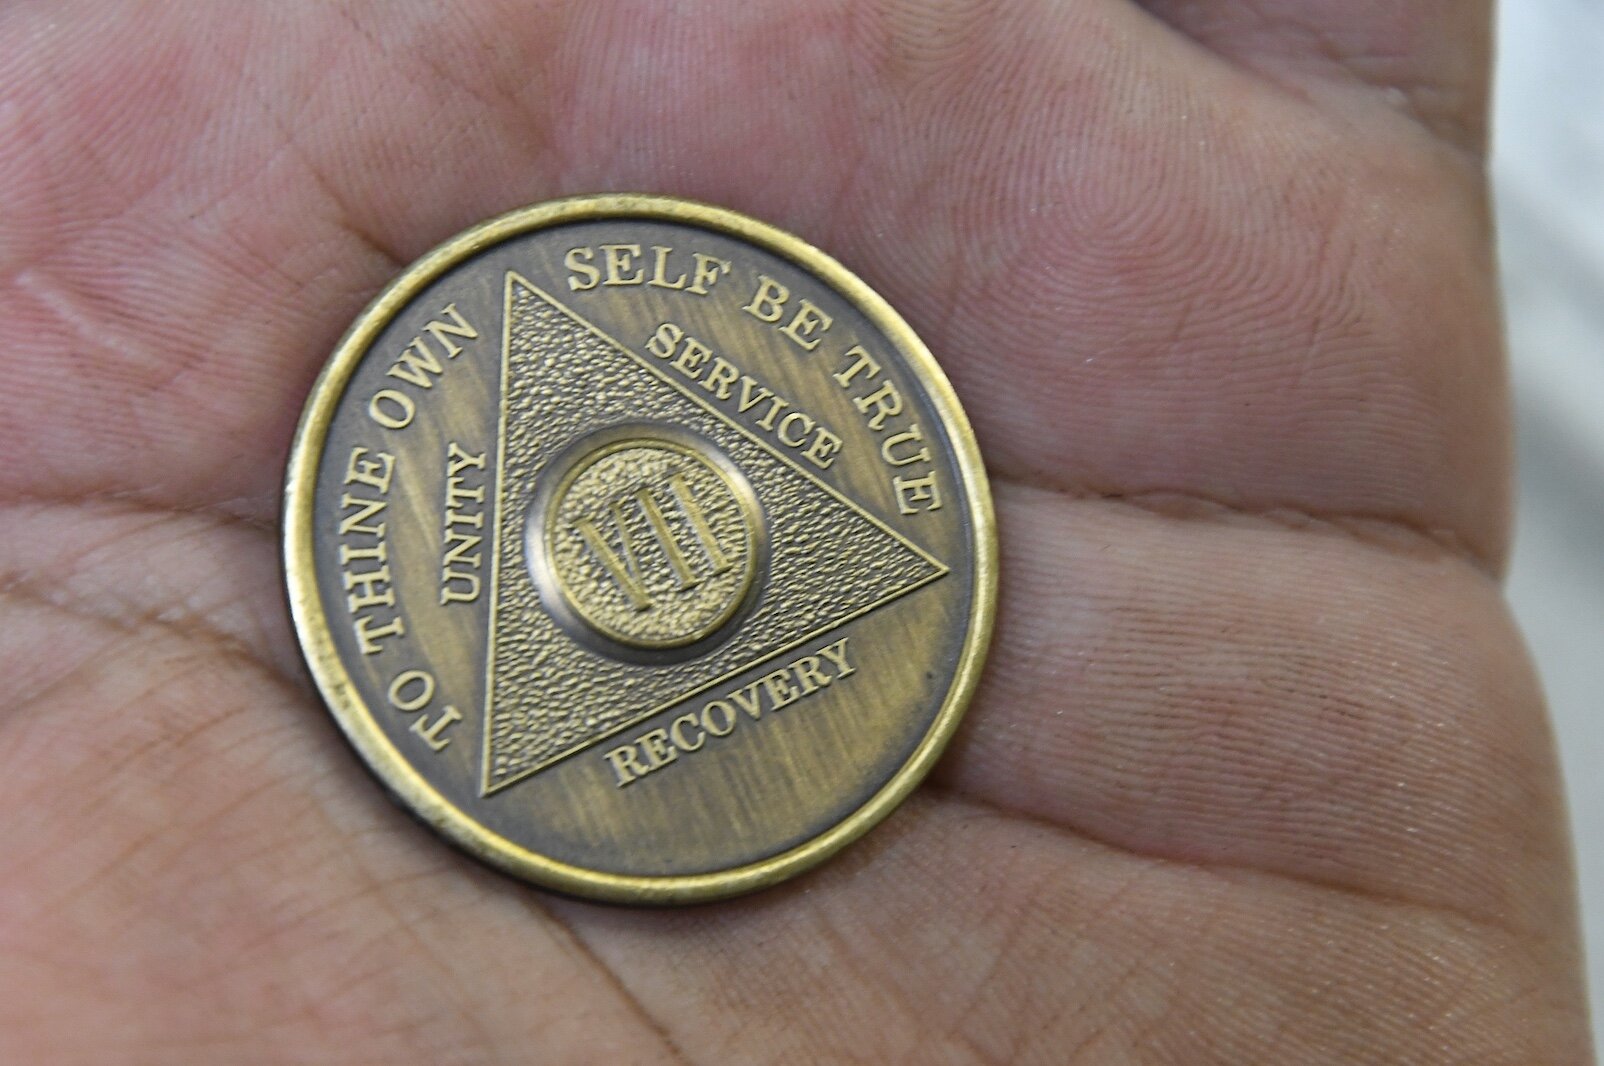 TO THINE OWN SELF BE TRUE
UNITY
SERVICE
RECOVERY
VII